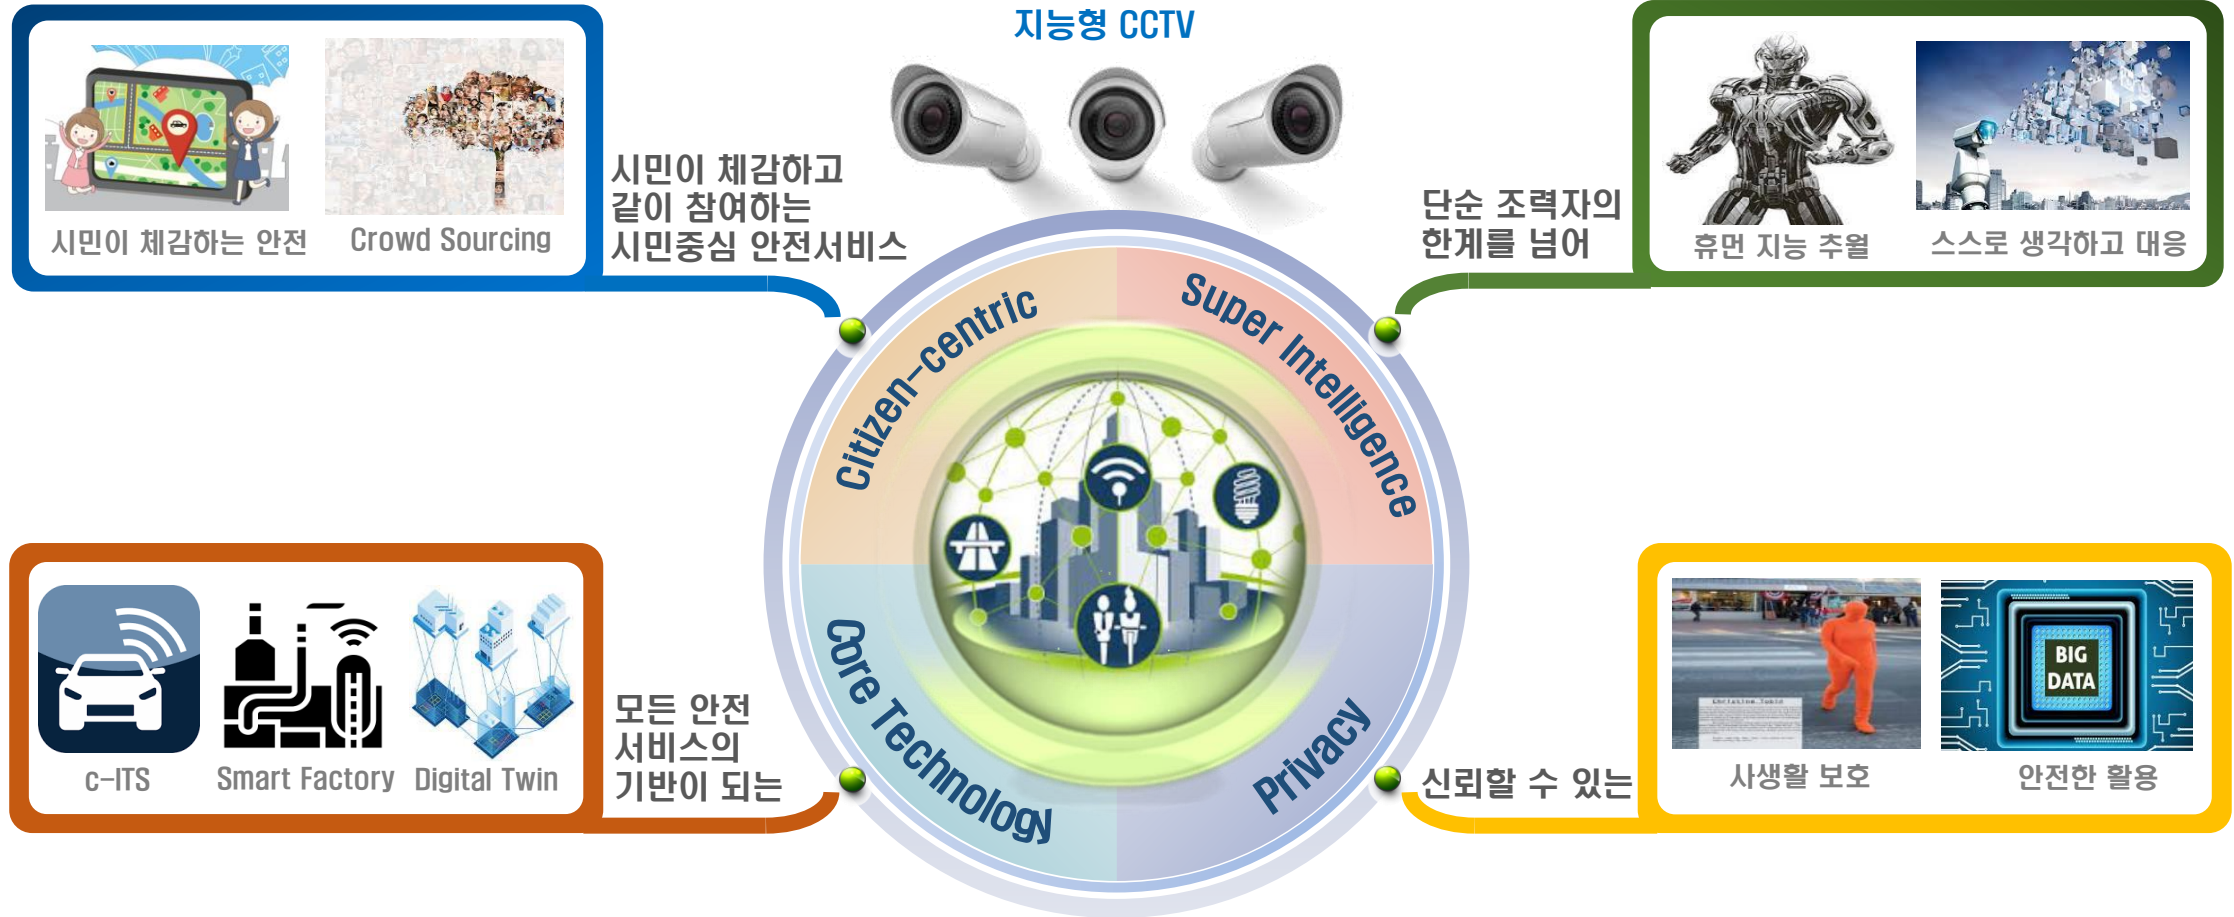 지능형 CCTV
시민이 체감하는 안전
Crowd Sourcing
시민이 체감하고
같이 참여하는
시민중심 안전서비스
단순 조력자의
한계를 넘어
휴먼 지능 추월
스스로 생각하고 대응
Citizen-centric
Super Intelligence
Core Technology
Privacy
c-ITS
Smart Factory
Digital Twin
모든 안전
서비스의
기반이 되는
신뢰할 수 있는
BIG
DATA
사생활 보호
안전한 활용